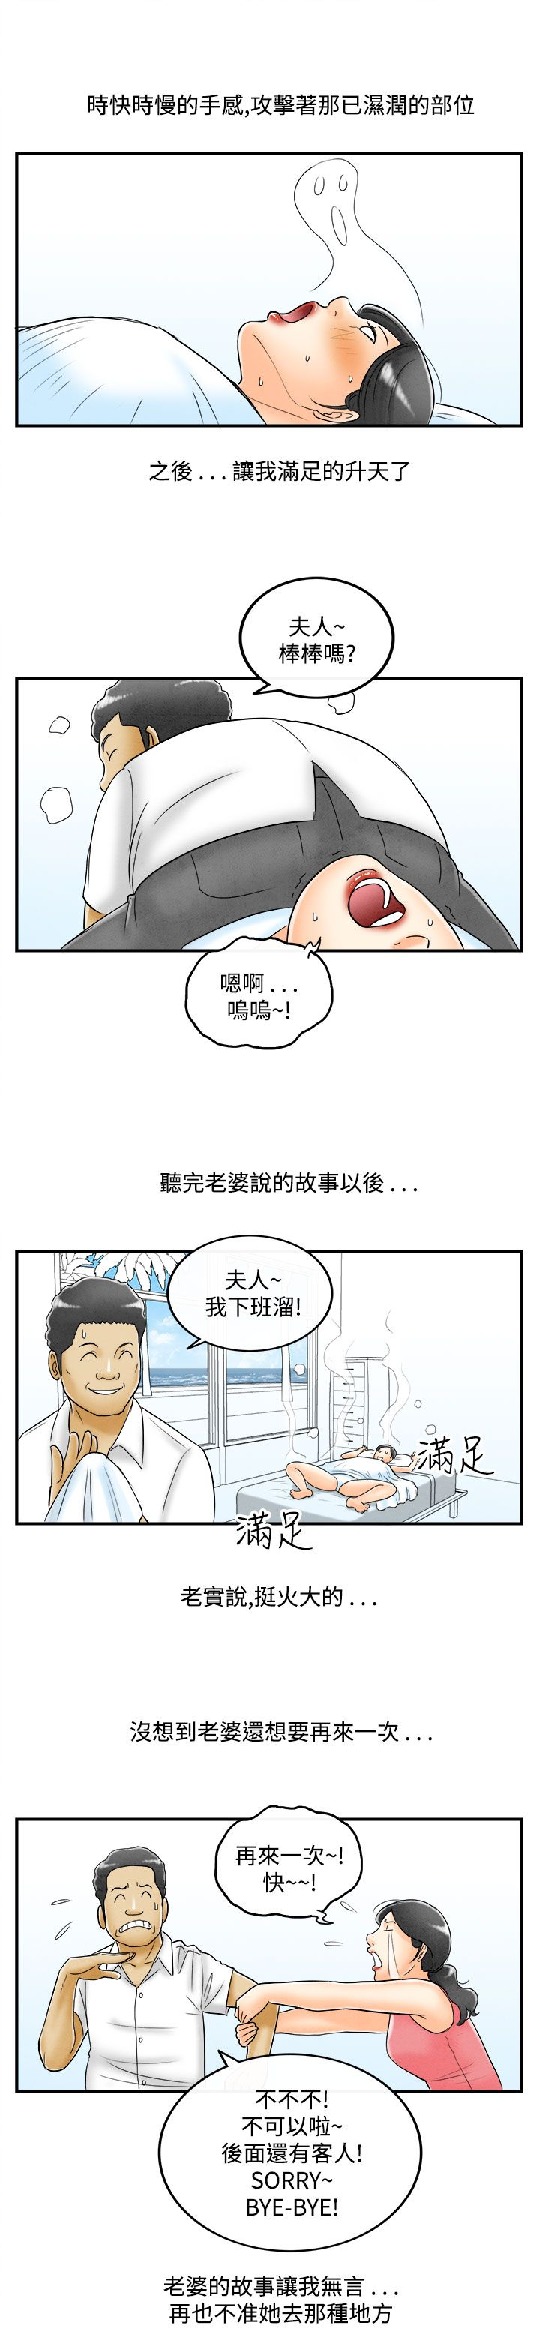 時快時慢的手感,攻擊著那已濕潤的部位
之後...讓我滿足的升天了
夫人~
棒棒嗎?
嗯啊...
嗚嗚~!
聽完老婆說的故事以後...
夫人~
我下班溜!
滿足
滿足
老實說,挺火大的...
沒想到老婆還想要再來一次...
再來一次~!
快~~!
不不不!
不可以啦~
後面還有客人!
SORRY~
BYE-BYE!
老婆的故事讓我無言...
再也不准她去那種地方